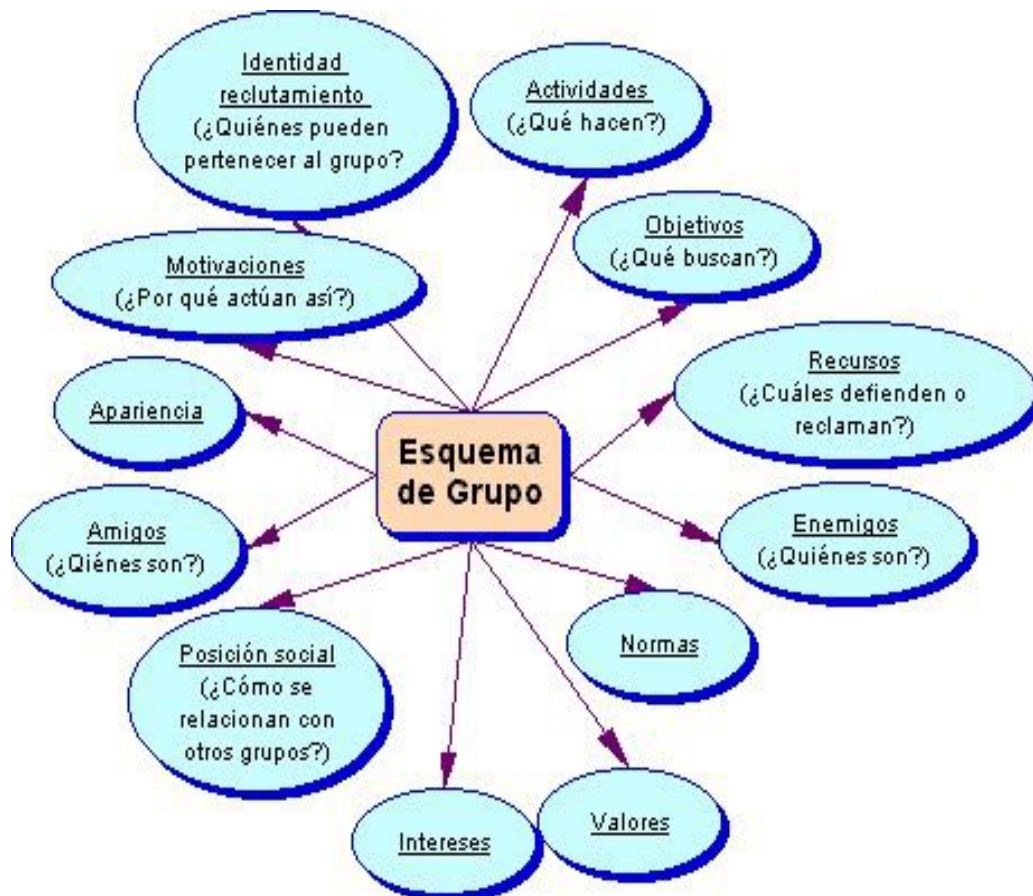 Identidad
reclutamiento
(¿Quiénes pueden
pertenecer al grupo?
Actividades
(¿Qué hacen?)
Objetivos
(¿Qué buscan?)
Motivaciones
(¿Por qué actúan así?)
Recursos
(¿Cuáles defienden o
reclaman?)
Apariencia
Esquema
de Grupo
Amigos
(¿Qiénes son?)
Enemigos
(¿Quiénes son?)
Posición social
(¿Cómo se
relacionan con
otros grupos?)
Normas
Intereses
Valores